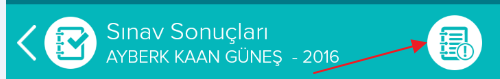 Sınav Sonuçları
AYBERK KAAN GÜNEŞ - 2016